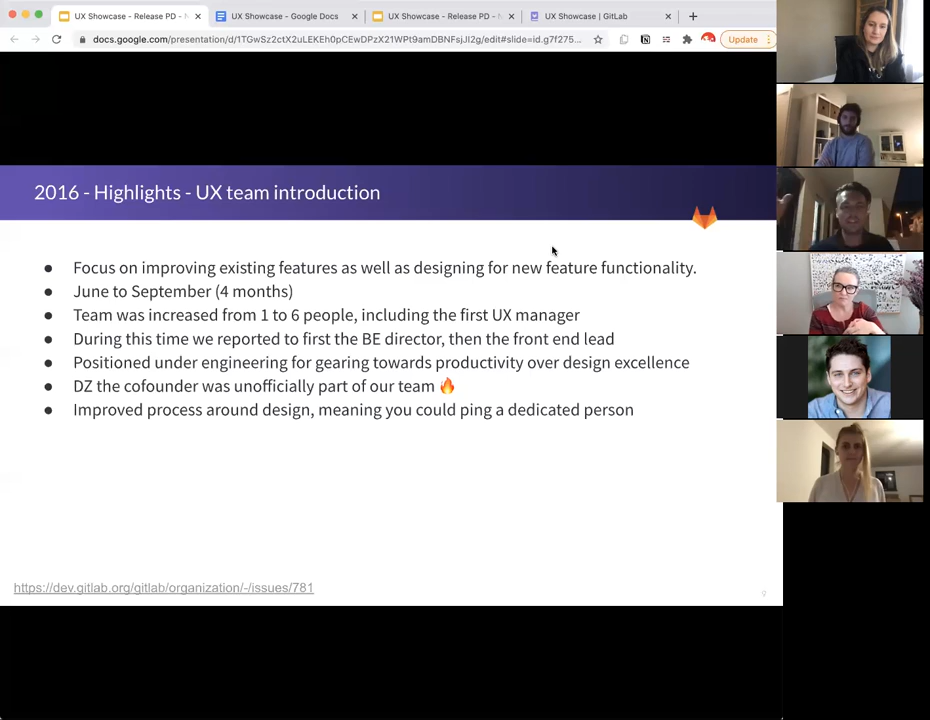 UX Showcase - Release PD -
UX Showcase - Google Docs
UX Showcase - Release PD -
UX Showcase | GitLab
docs.google.com/presentation/d/1TGwSz2ctX2uLEKEh0pCEwDPzX21WPt9amDBNFsjJI2g/edit#slide=id.g7f275...
Update
2016 - Highlights - UX team introduction
● Focus on improving existing features as well as designing for new feature functionality.
● June to September (4 months)
● Team was increased from 1 to 6 people, including the first UX manager
● During this time we reported to first the BE director, then the front end lead
● Positioned under engineering for gearing towards productivity over design excellence
● DZ the cofounder was unofficially part of our team 🔥
● Improved process around design, meaning you could ping a dedicated person
https://dev.gitlab.org/gitlab/organization/-/issues/781
9